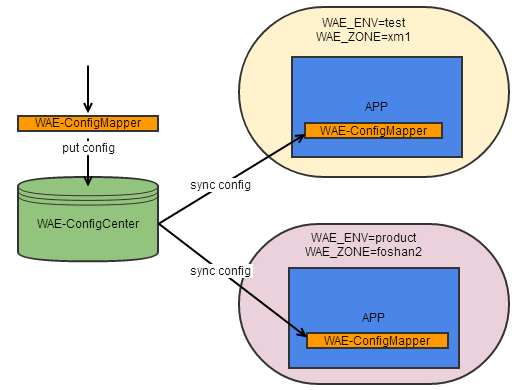 WAE_ENV=test
WAE_ZONE=xm1
APP
WAE-ConfigMapper
WAE-ConfigMapper
put config
sync config
WAE-ConfigCenter
WAE_ENV=product
WAE_ZONE=foshan2
sync config
APP
WAE-ConfigMapper